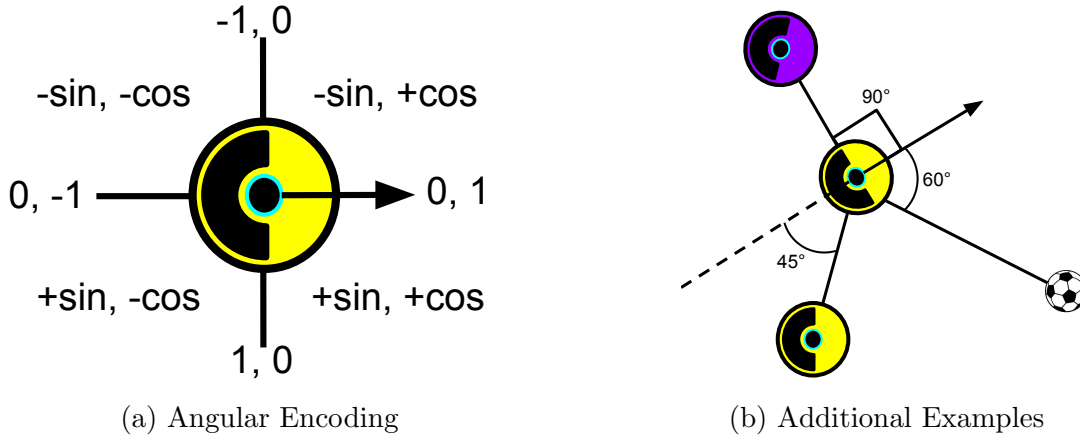 -1, 0
-sin, -cos
-sin, +cos
0, -1
0, 1
+sin, -cos
+sin, +cos
1, 0
(a) Angular Encoding
90°
60°
45°
(b) Additional Examples